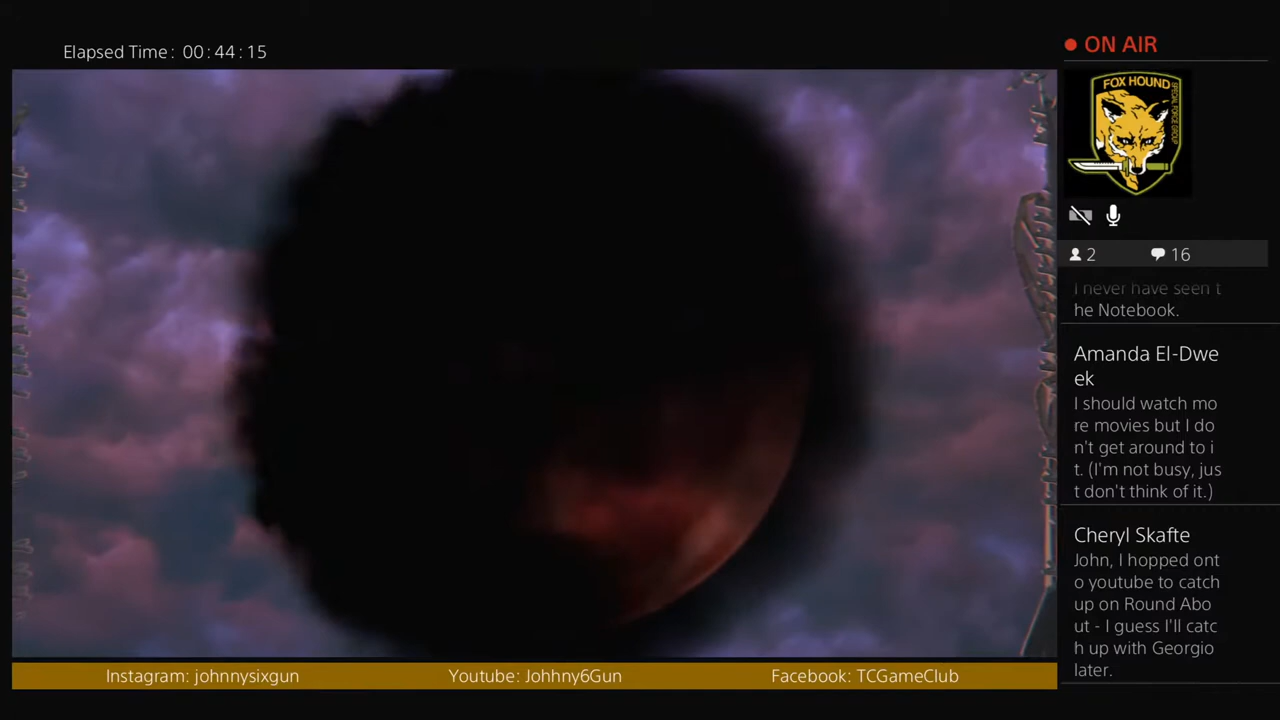 Elapsed Time: 00:44:15
ON AIR
FOX HOUND
SPECIAL FORCE GROUP
2
16
I never have seen t
he Notebook.
Amanda El-Dwe
ek
I should watch mo
re movies but I do
n't get around to i
t. (I'm not busy, jus
t don't think of it.)
Cheryl Skafte
John, I hopped ont
o youtube to catch
up on Round Abo
ut - I guess I'll catc
h up with Georgio
later.
Instagram: johnnysixgun
Youtube: Johhny6Gun
Facebook: TCGameClub